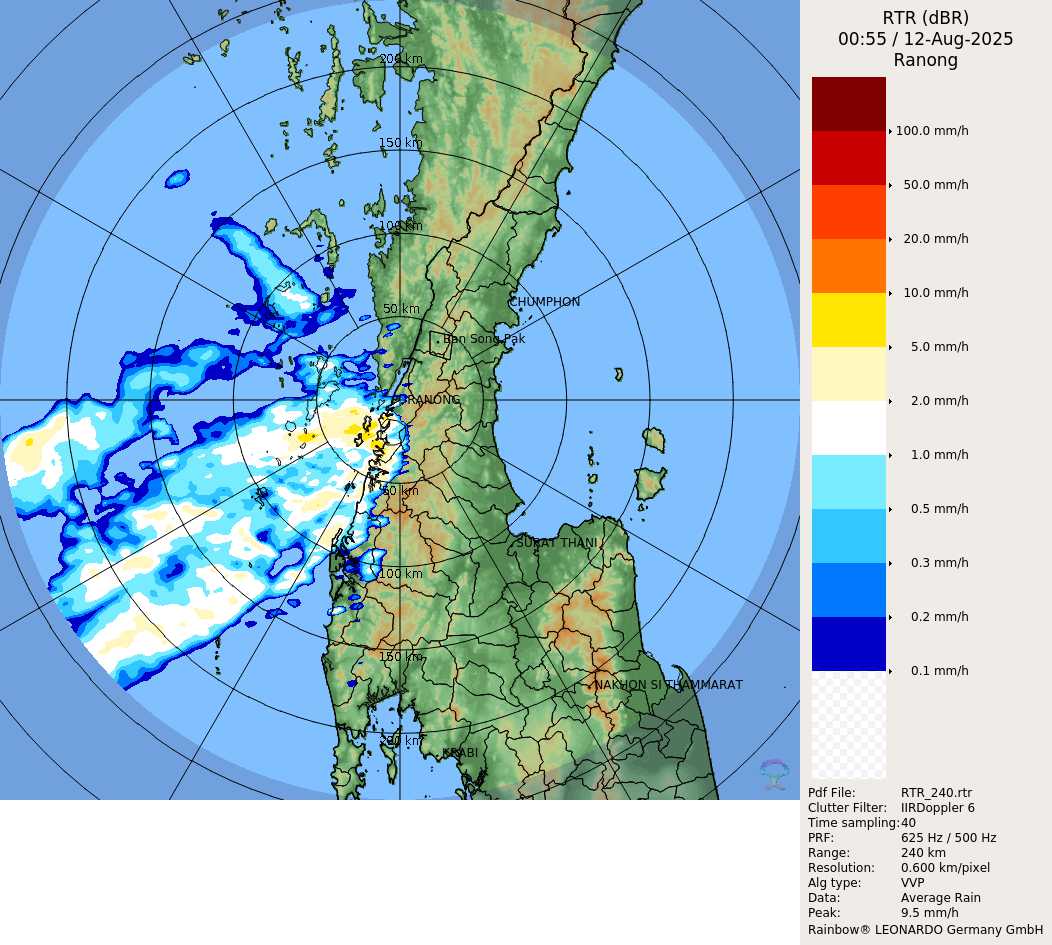 RTR (dBR)
00:55 / 12-Aug-2025
Ranong
200 km
150 km
100 km
50 km
CHUMPHON
Ban Song Pak
RANONG
50 km
SURAT THANI
100 km
150 km
NAKHON SI THAMMARAT
200 km
KRABI
100.0 mm/h
50.0 mm/h
20.0 mm/h
10.0 mm/h
5.0 mm/h
2.0 mm/h
1.0 mm/h
0.5 mm/h
0.3 mm/h
0.2 mm/h
0.1 mm/h
Pdf File: RTR_240.rtr
Clutter Filter: IIRDoppler 6
Time sampling:40
PRF: 625 Hz / 500 Hz
Range: 240 km
Resolution: 0.600 km/pixel
Alg type: VVP
Data: Average Rain
Peak: 9.5 mm/h
Rainbow® LEONARDO Germany GmbH